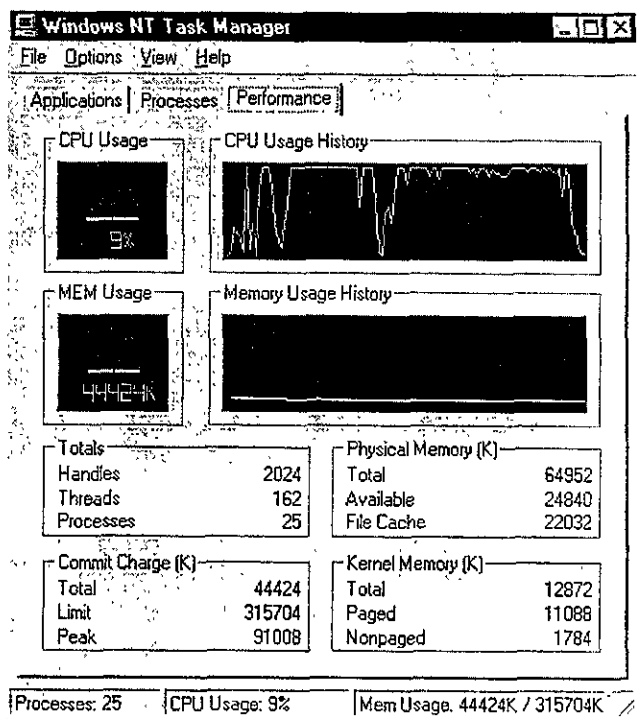 Windows NT Task Manager
File Options View Help
Applications Processes Performance
CPU Usage CPU Usage History
9%
MEM Usage Memory Usage History
44424K
Totals
Handles 2024
Threads 162
Processes 25
Physical Memory (K)
Total 64952
Available 24840
File Cache 22032
Commit Charge (K)
Total 44424
Limit 315704
Peak 91008
Kernel Memory (K)
Total 12872
Paged 11088
Nonpaged 1784
Processes: 25 CPU Usage: 9% Mem Usage. 44424K / 315704K